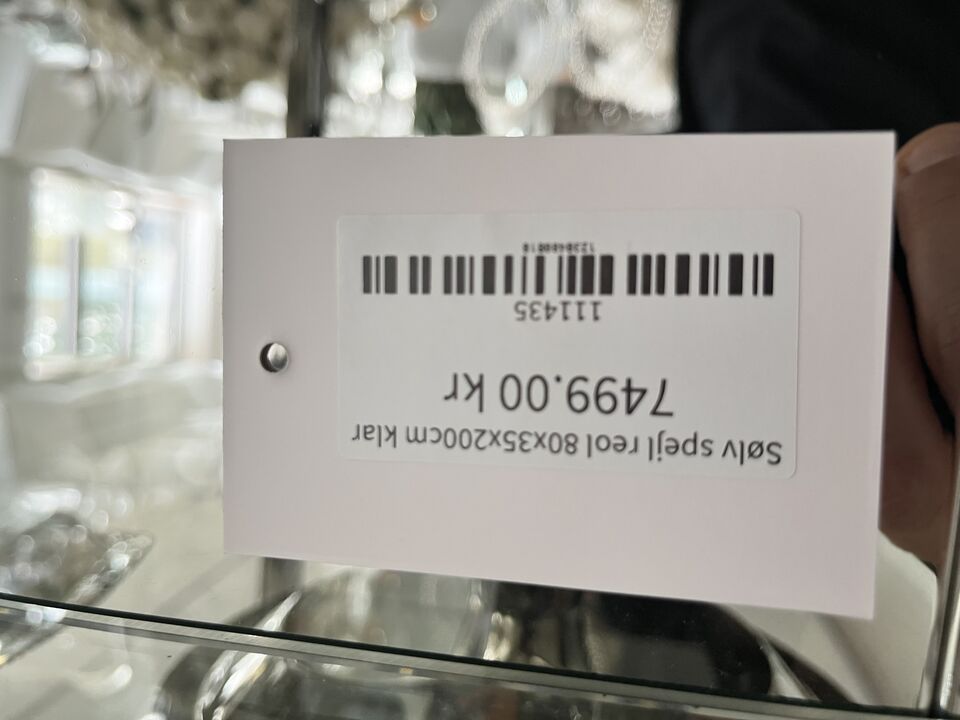 Sølv spejl reol 80x35x200cm klar
7499.00 kr
111435